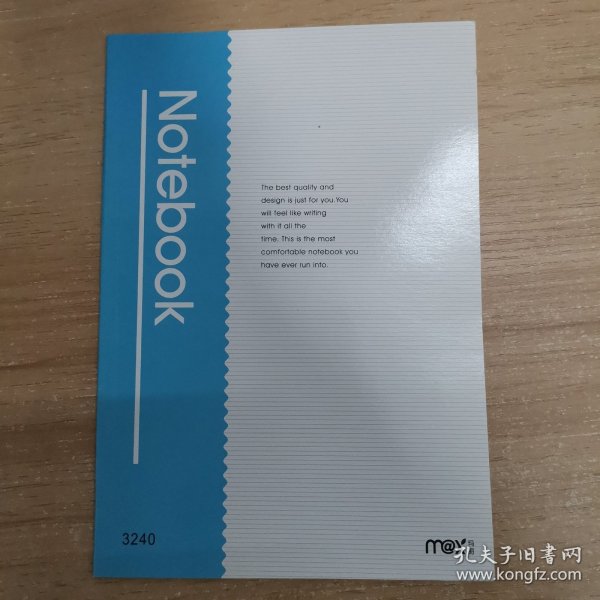 Notebook
The best quality and
design is just for you.You
will feel like writing
with it all the
time. This is the most
comfortable notebook you
have ever run into.
3240
m@y
孔夫子旧书网
www.kongfz.com